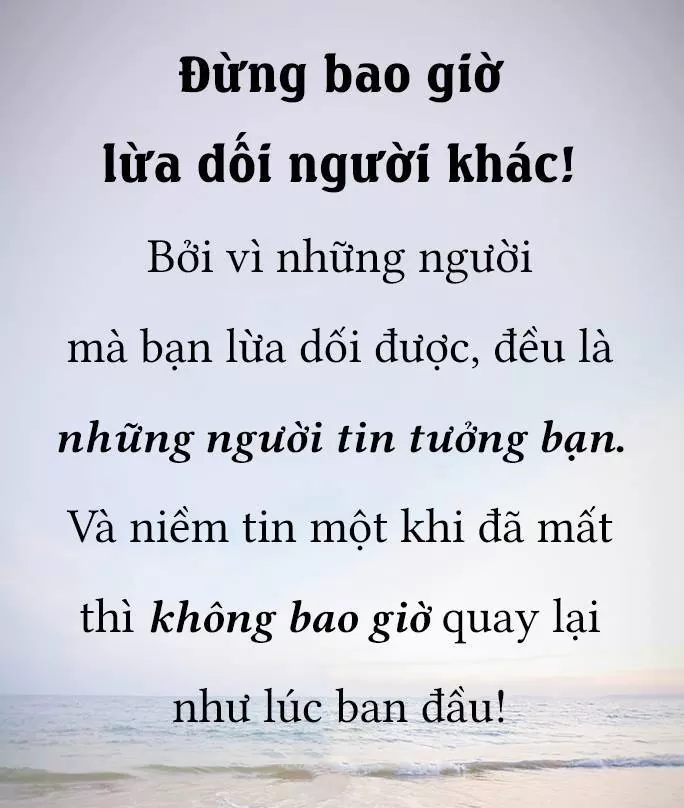 Đừng bao giờ
lừa dối người khác!
Bởi vì những người
mà bạn lừa dối được, đều là
những người tin tưởng bạn.
Và niềm tin một khi đã mất
thì không bao giờ quay lại
như lúc ban đầu!